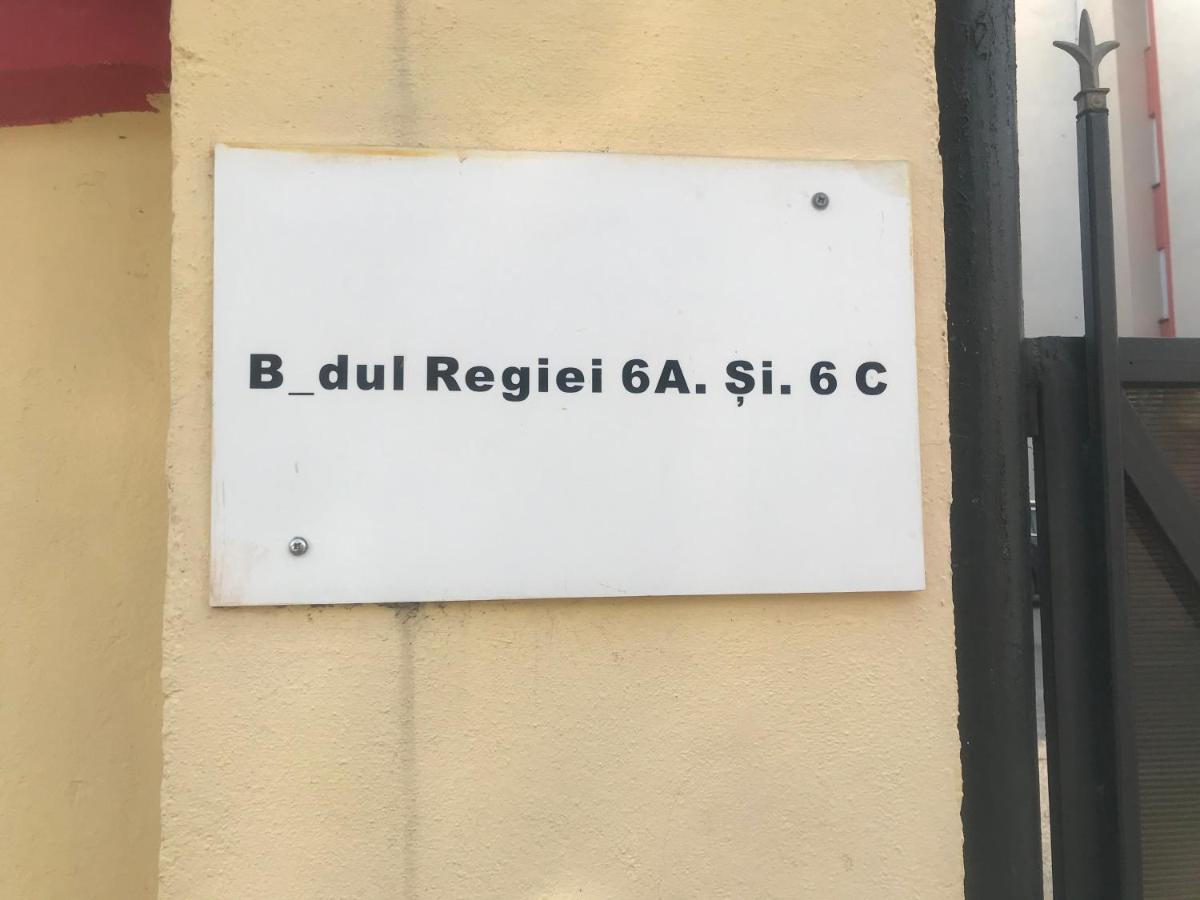 B_dul Regiei 6A. Și. 6 C